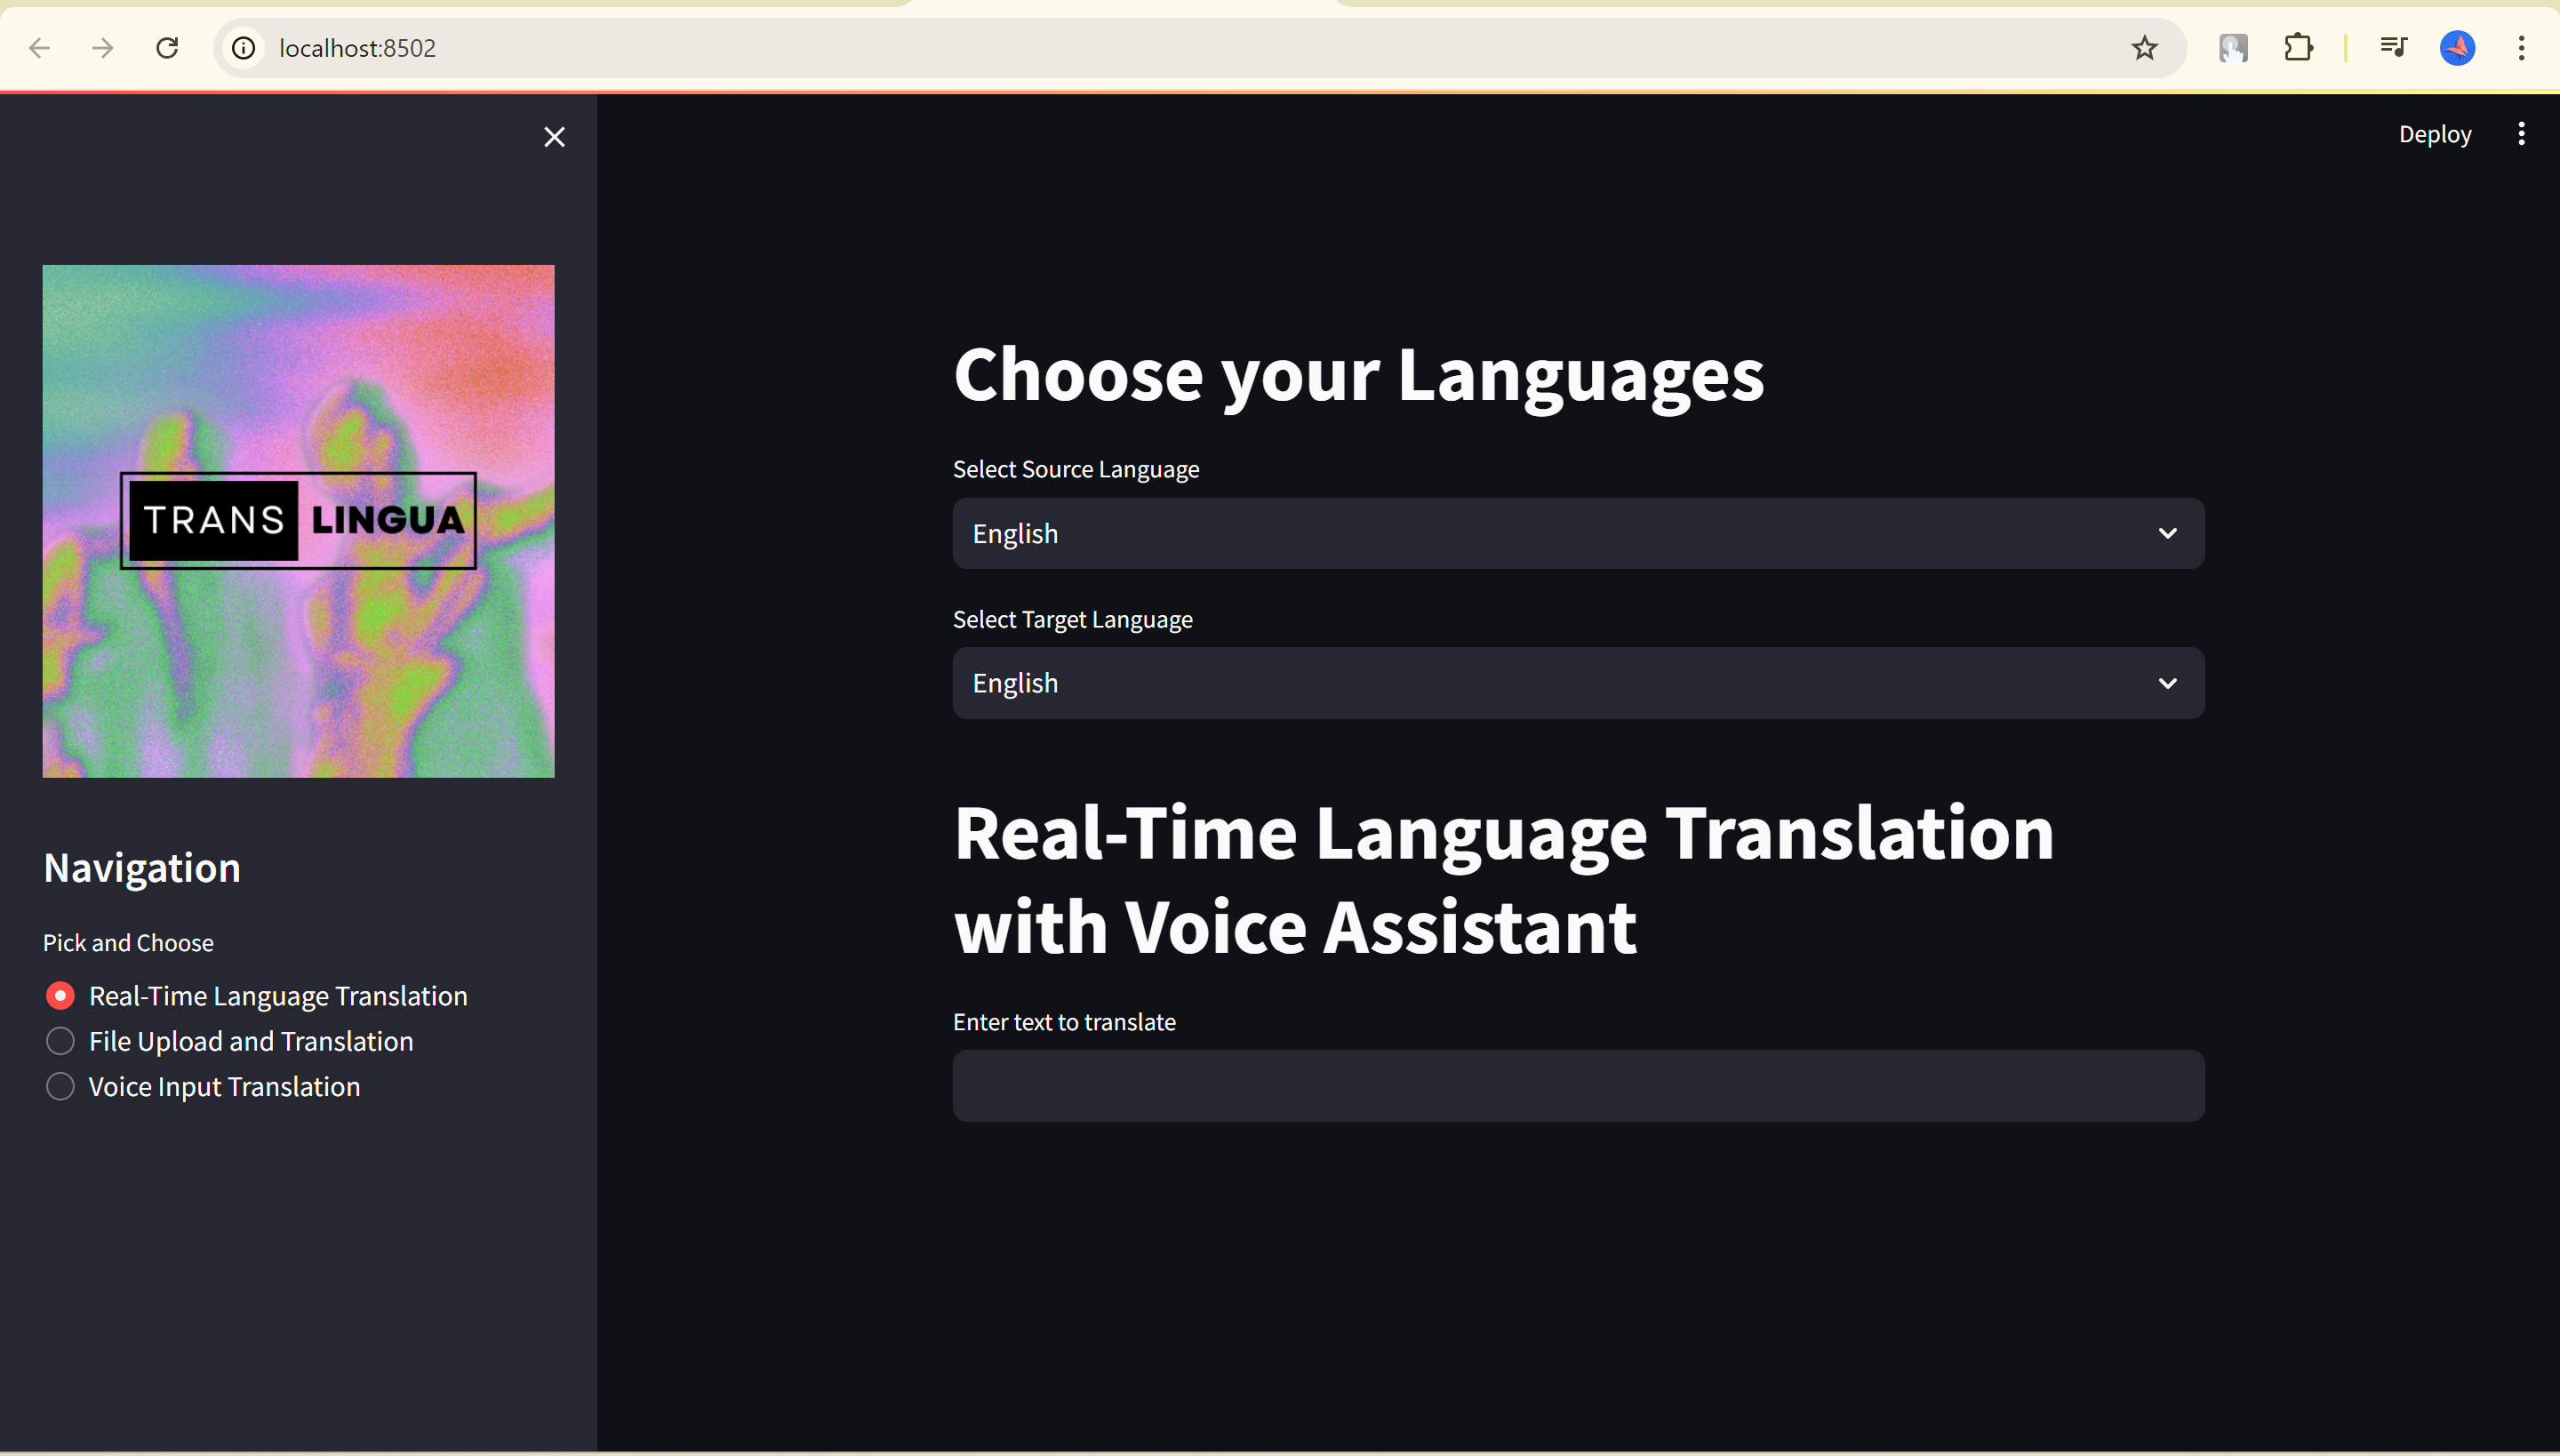 localhost:8502
Deploy
TRANS LINGUA
Navigation
Pick and Choose
Real-Time Language Translation
File Upload and Translation
Voice Input Translation
Choose your Languages
Select Source Language
English
Select Target Language
English
Real-Time Language Translation
with Voice Assistant
Enter text to translate